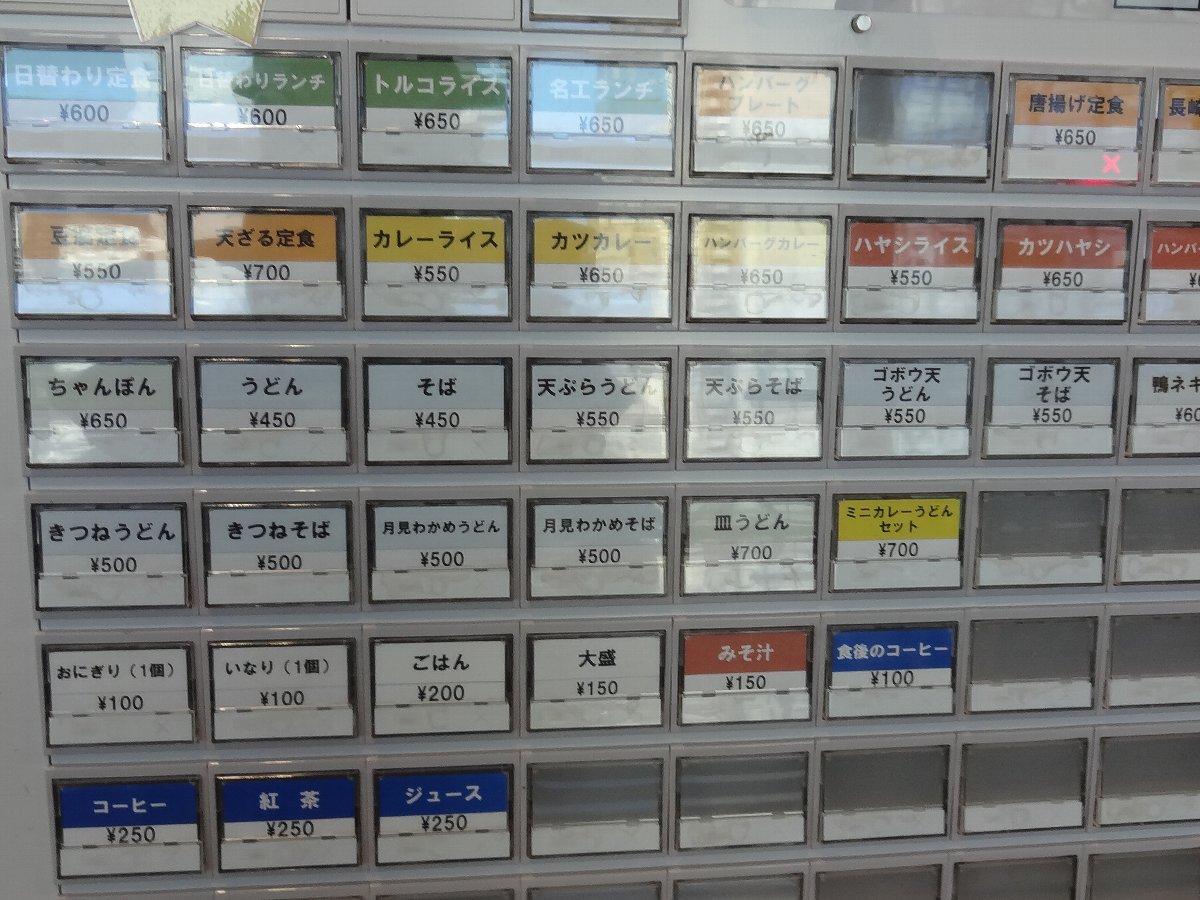 日替わり定食
¥600
日替わりランチ
¥600
トルコライス
¥650
名工ランチ
¥650
ハンバーグ
プレート
¥650
唐揚げ定食
¥650
×
長崎
¥550
天ざる定食
¥700
カレーライス
¥550
カツカレー
¥650
ハンバーグカレー
¥650
ハヤシライス
¥550
カツハヤシ
¥650
ハンバ
ちゃんぽん
¥650
うどん
¥450
そば
¥450
天ぷらうどん
¥550
天ぷらそば
¥550
ゴボウ天
うどん
¥550
ゴボウ天
そば
¥550
鴨ネギ
¥60
きつねうどん
¥500
きつねそば
¥500
月見わかめうどん
¥500
月見わかめそば
¥500
皿うどん
¥700
ミニカレーうどん
セット
¥700
おにぎり（1個）
¥100
いなり（1個）
¥100
ごはん
¥200
大盛
¥150
みそ汁
¥150
食後のコーヒー
¥100
コーヒー
¥250
紅 茶
¥250
ジュース
¥250